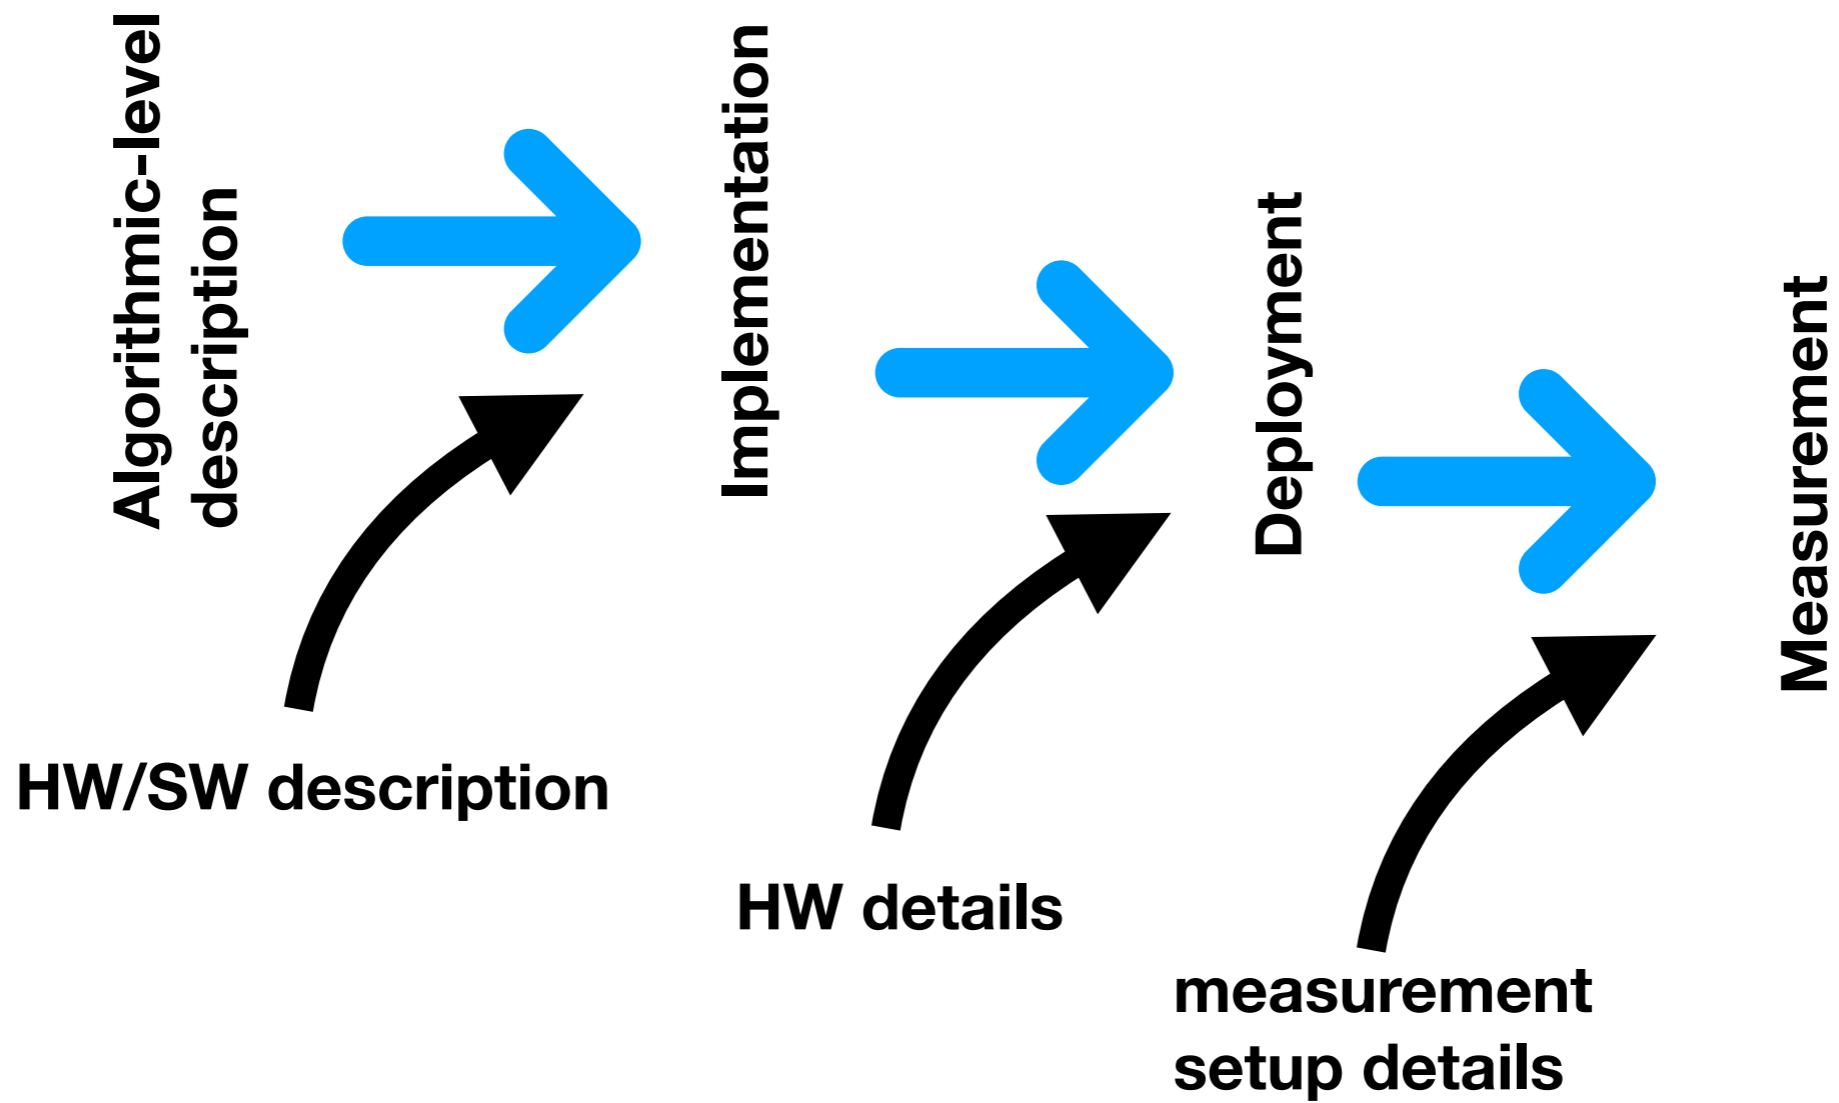 Algorithmic-level
description
Implementation
Deployment
Measurement
HW/SW description
HW details
measurement
setup details